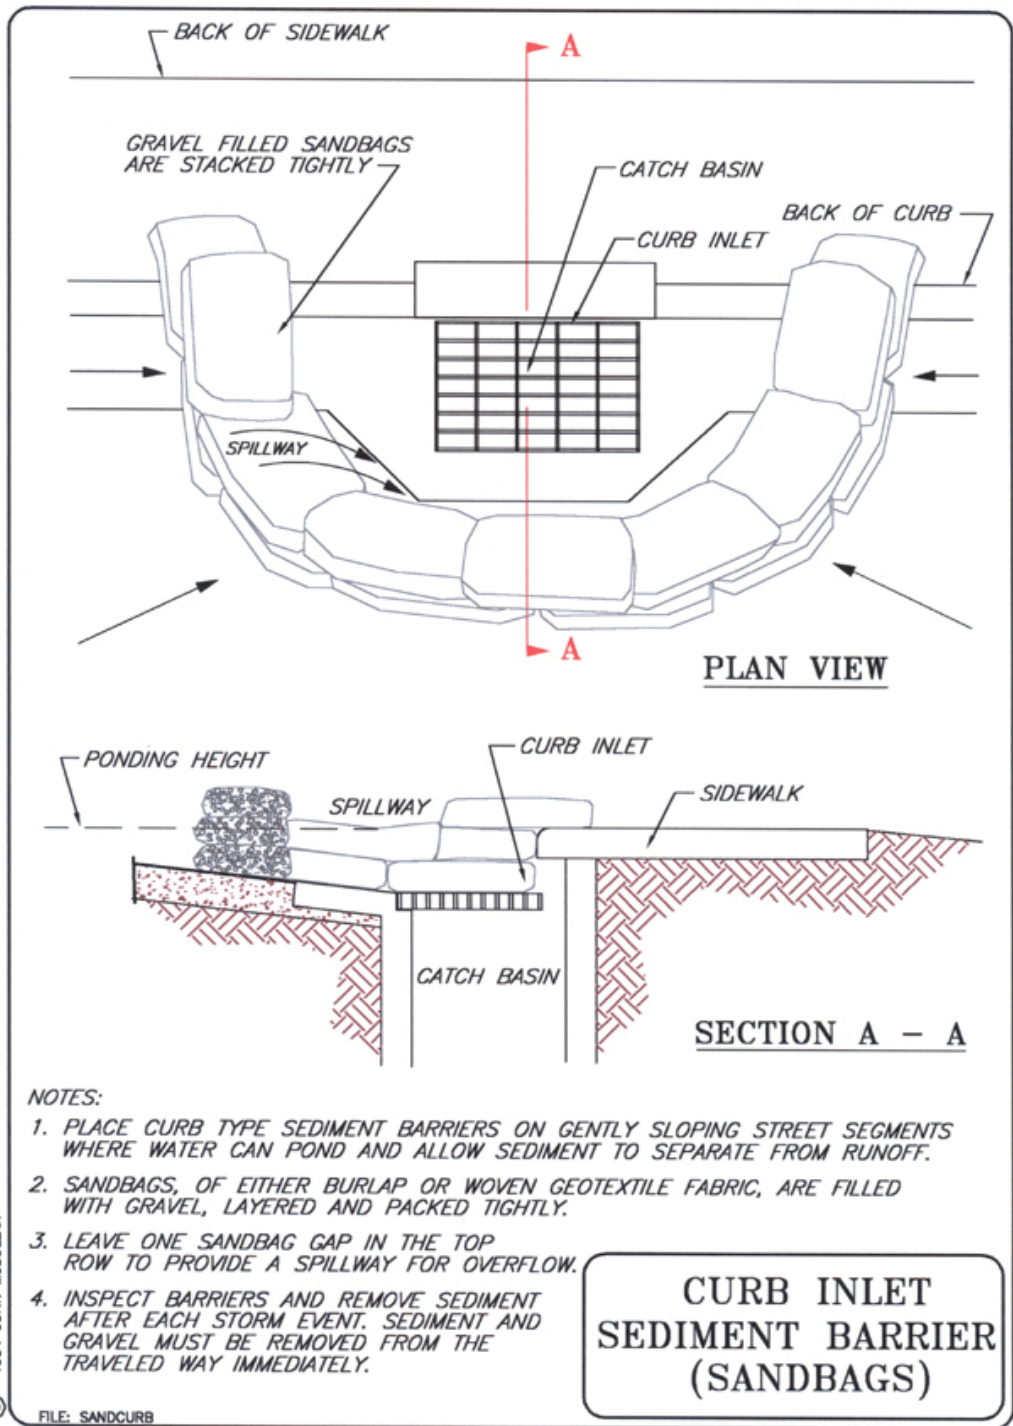 BACK OF SIDEWALK
A
GRAVEL FILLED SANDBAGS
ARE STACKED TIGHTLY
CATCH BASIN
BACK OF CURB
CURB INLET
SPILLWAY
A
PLAN VIEW
CURB INLET
PONDING HEIGHT
SPILLWAY
SIDEWALK
CATCH BASIN
SECTION A - A
NOTES:
1. PLACE CURB TYPE SEDIMENT BARRIERS ON GENTLY SLOPING STREET SEGMENTS
WHERE WATER CAN POND AND ALLOW SEDIMENT TO SEPARATE FROM RUNOFF.
2. SANDBAGS, OF EITHER BURLAP OR WOVEN GEOTEXTILE FABRIC, ARE FILLED
WITH GRAVEL, LAYERED AND PACKED TIGHTLY.
3. LEAVE ONE SANDBAG GAP IN THE TOP
ROW TO PROVIDE A SPILLWAY FOR OVERFLOW.
4. INSPECT BARRIERS AND REMOVE SEDIMENT
AFTER EACH STORM EVENT. SEDIMENT AND
GRAVEL MUST BE REMOVED FROM THE
TRAVELED WAY IMMEDIATELY.
CURB INLET
SEDIMENT BARRIER
(SANDBAGS)
FILE: SANDCURB